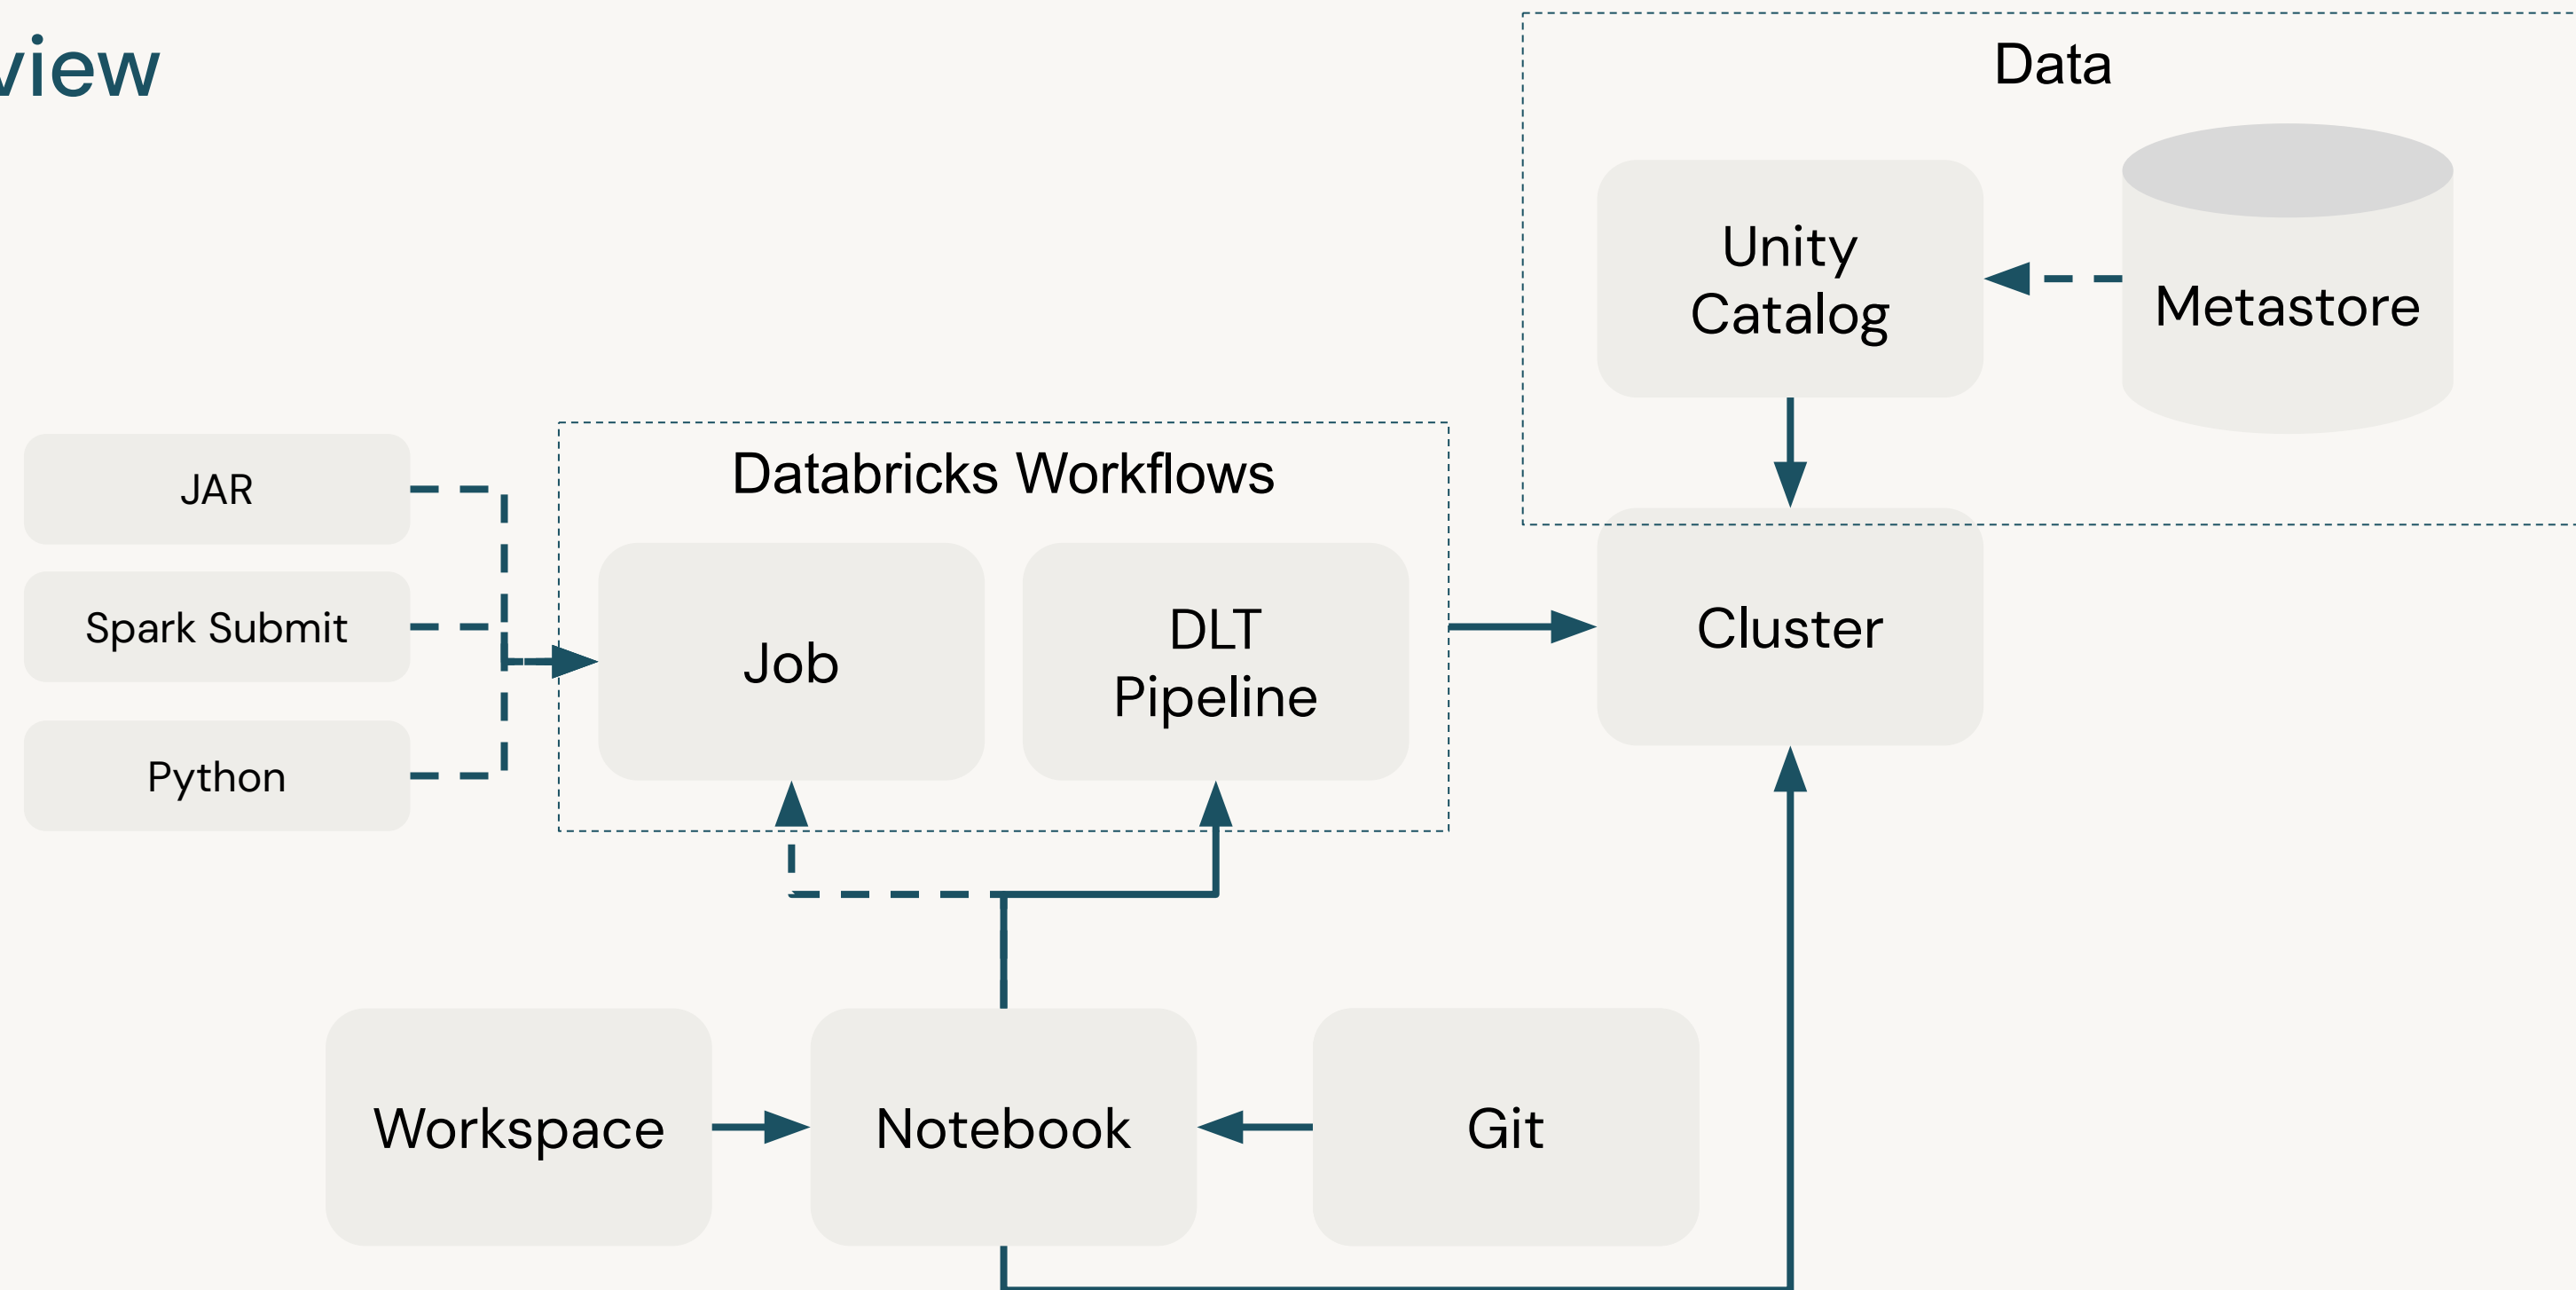 view
Data
Unity
Catalog
Metastore
JAR
Spark Submit
Python
Databricks Workflows
Job
DLT
Pipeline
Cluster
Workspace
Notebook
Git